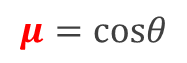 μ = cosθ